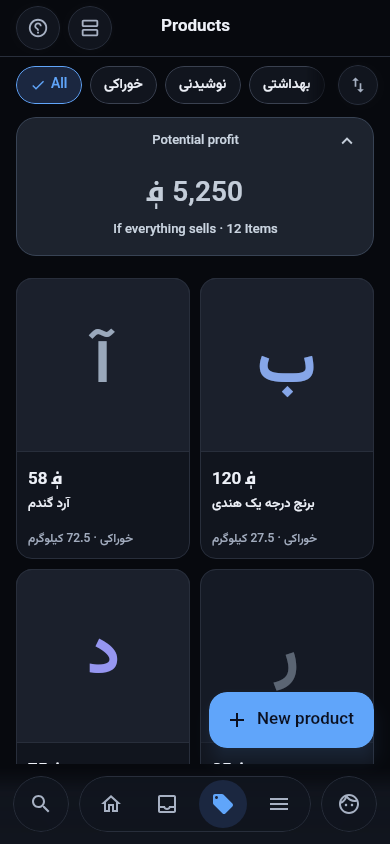 Products
All
خوراکی
نوشیدنی
بهداشتی
Potential profit
5,250 ؋
If everything sells · 12 Items
آ
ب
58 ؋
آرد گندم
خوراکی · 72.5 کیلوگرم
120 ؋
برنج درجه یک هندی
خوراکی · 27.5 کیلوگرم
د
ر
New product